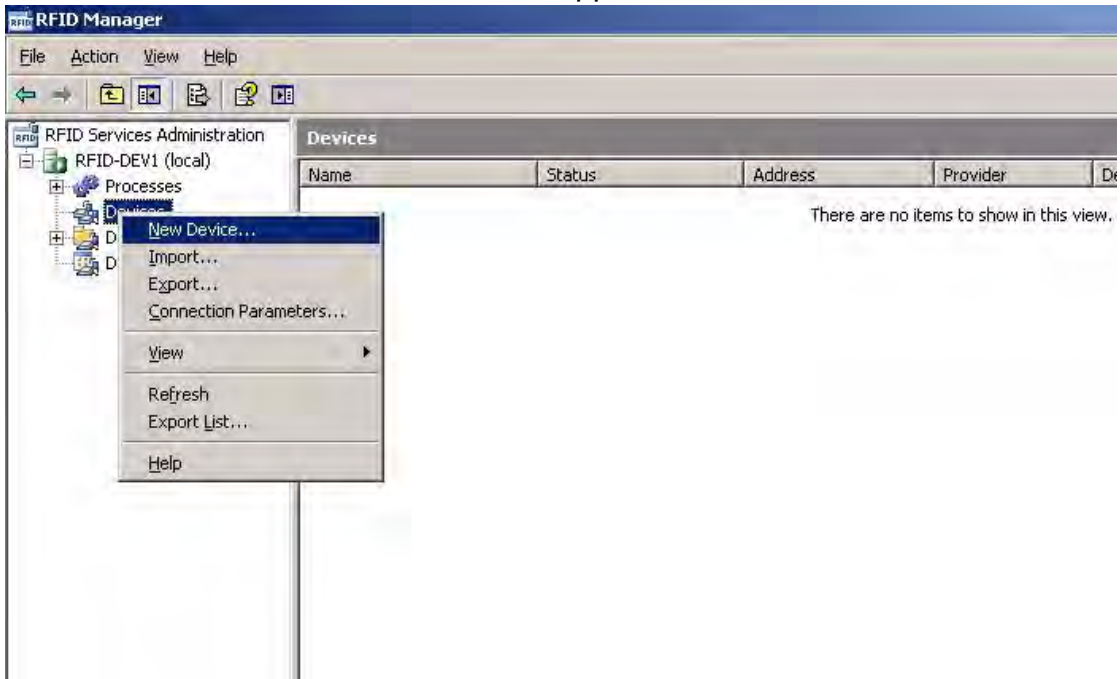 RFID Manager
File Action View Help
RFID Services Administration
RFID-DEV1 (local)
Processes
Devices
D
D
Devices
Name Status Address Provider De
There are no items to show in this view.
New Device...
Import...
Export...
Connection Parameters...
View
Refresh
Export List...
Help